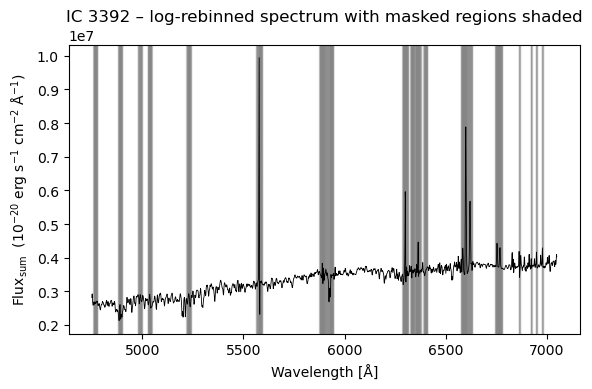 IC 3392 – log-rebinned spectrum with masked regions shaded
1e7
1.0
0.9
0.8
0.7
0.6
0.5
0.4
0.3
0.2
Flux_sum (10⁻²⁰ erg s⁻¹ cm⁻² Å⁻¹)
5000 5500 6000 6500 7000
Wavelength [Å]